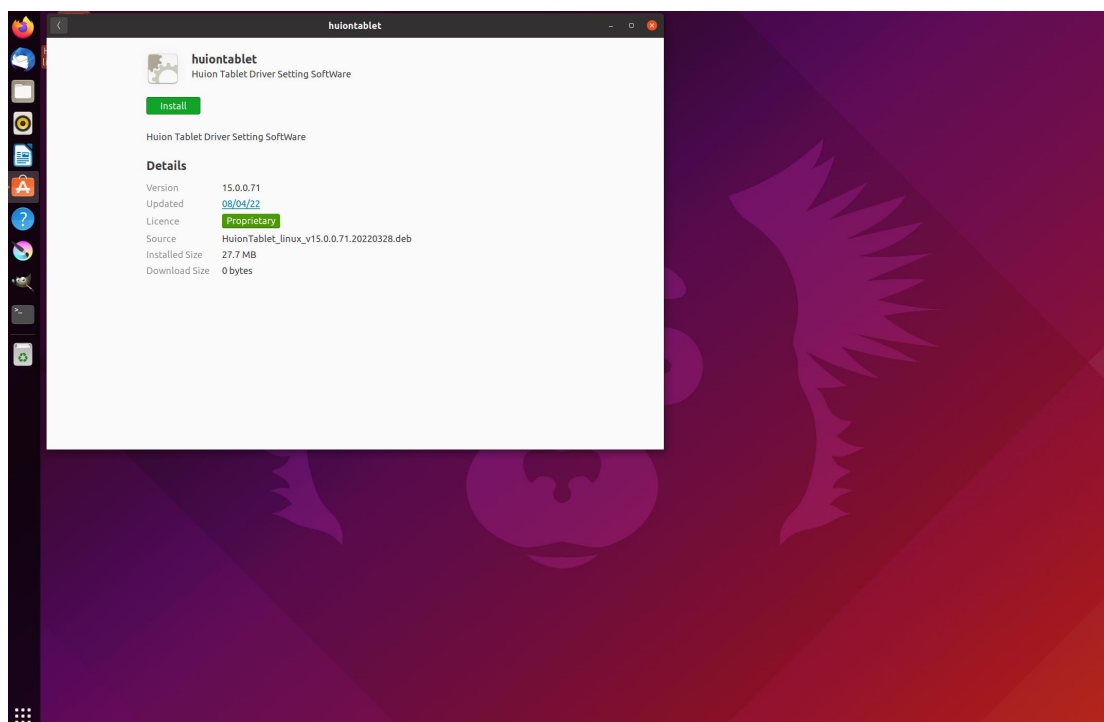 huiontablet
huiontablet
Huion Tablet Driver Setting SoftWare
Install
Huion Tablet Driver Setting SoftWare
Details
Version 15.0.0.71
Updated 08/04/22
Licence Proprietary
Source HuionTablet_linux_v15.0.0.71.20220328.deb
Installed Size 27.7 MB
Download Size 0 bytes